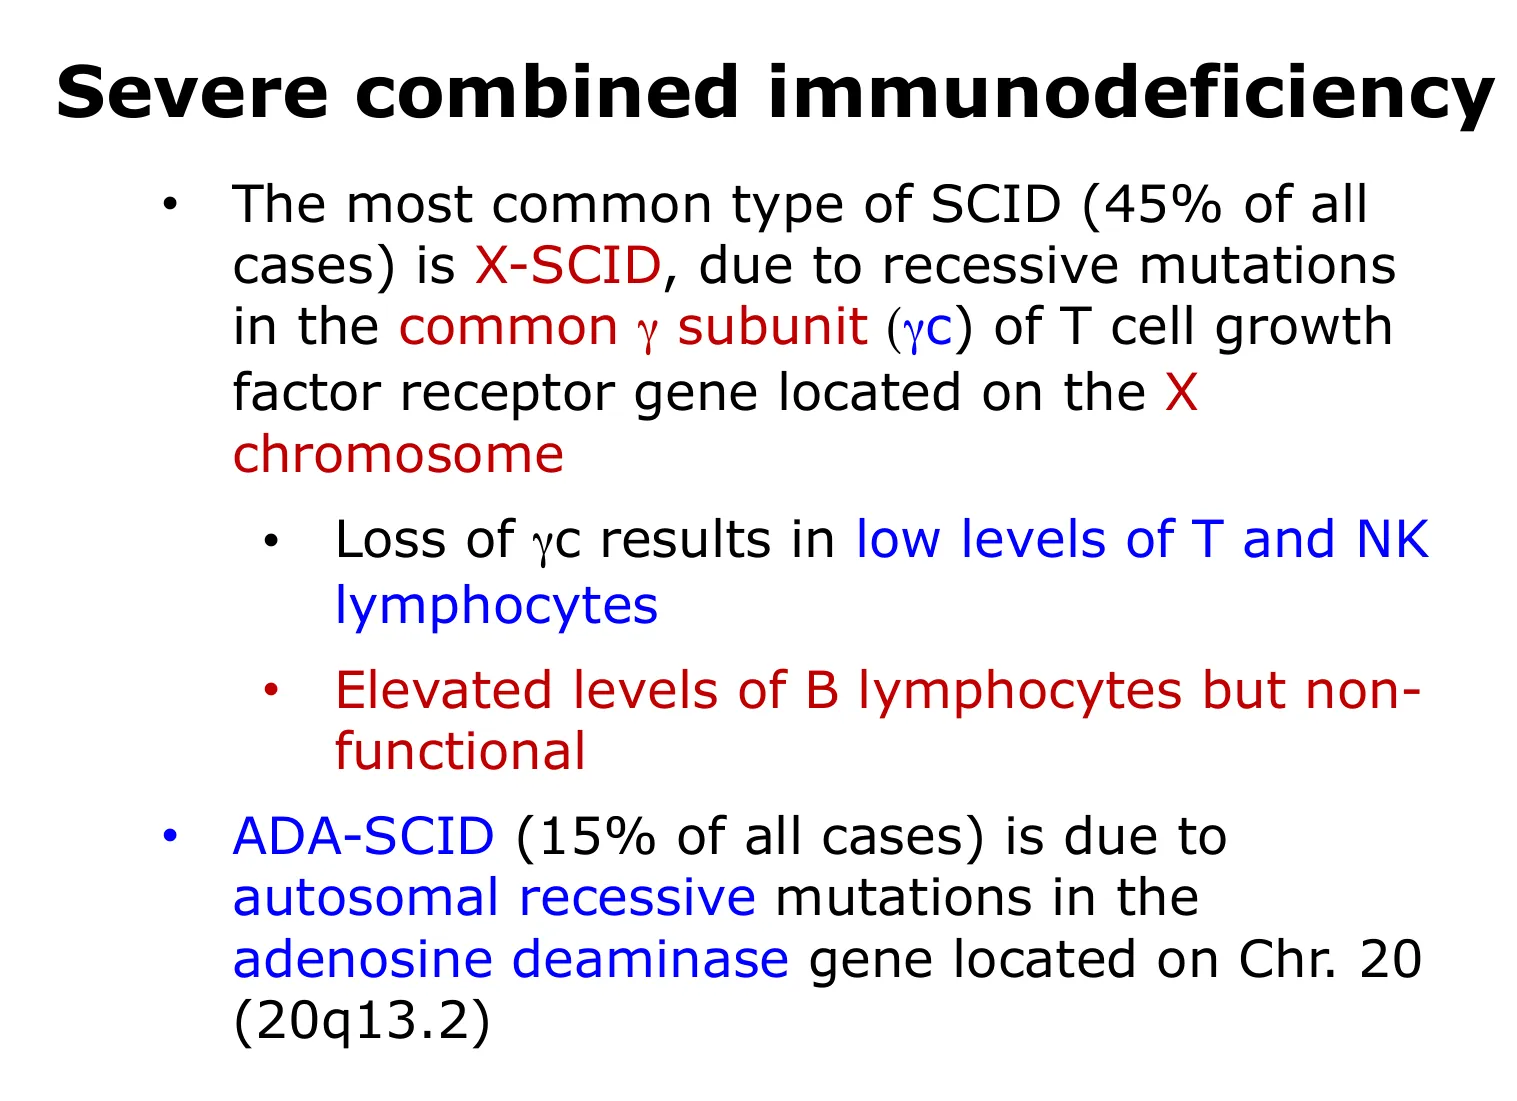 Severe combined immunodeficiency
• The most common type of SCID (45% of all
cases) is X-SCID, due to recessive mutations
in the common γ subunit (γc) of T cell growth
factor receptor gene located on the X
chromosome
• Loss of γc results in low levels of T and NK
lymphocytes
• Elevated levels of B lymphocytes but non-
functional
• ADA-SCID (15% of all cases) is due to
autosomal recessive mutations in the
adenosine deaminase gene located on Chr. 20
(20q13.2)